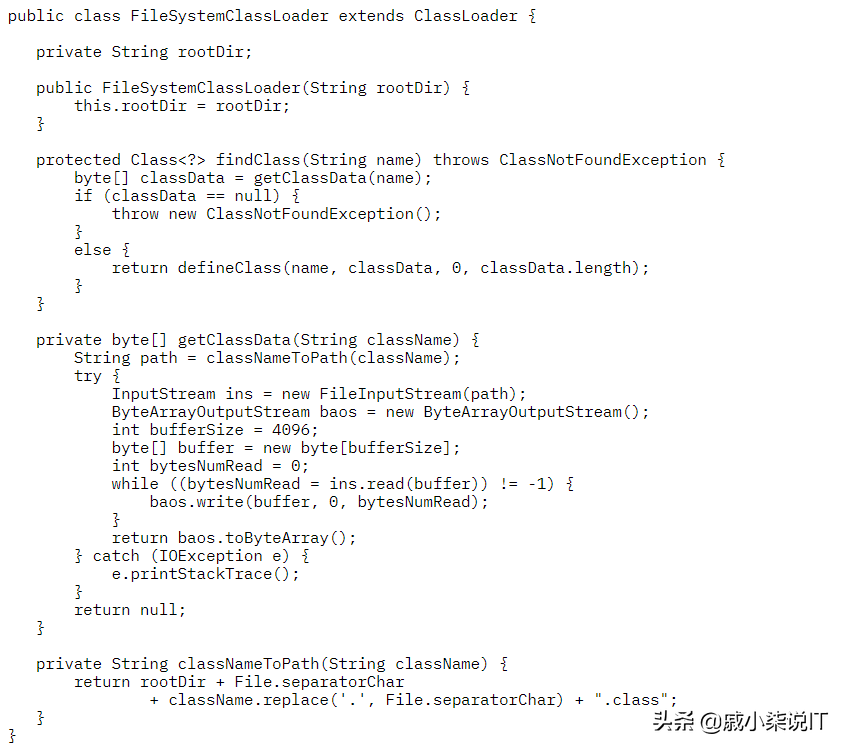 public class FileSystemClassLoader extends ClassLoader {
private String rootDir;
public FileSystemClassLoader(String rootDir) {
this.rootDir = rootDir;
}
protected Class<?> findClass(String name) throws ClassNotFoundException {
byte[] classData = getClassData(name);
if (classData == null) {
throw new ClassNotFoundException();
}
else {
return defineClass(name, classData, 0, classData.length);
}
}
private byte[] getClassData(String className) {
String path = classNameToPath(className);
try {
InputStream ins = new FileInputStream(path);
ByteArrayOutputStream baos = new ByteArrayOutputStream();
int bufferSize = 4096;
byte[] buffer = new byte[bufferSize];
int bytesNumRead = 0;
while ((bytesNumRead = ins.read(buffer)) != -1) {
baos.write(buffer, 0, bytesNumRead);
}
return baos.toByteArray();
} catch (IOException e) {
e.printStackTrace();
}
return null;
}
private String classNameToPath(String className) {
return rootDir + File.separatorChar
+ className.replace('.', File.separatorChar) + ".class";
}
}
头条 @戚小柒说IT